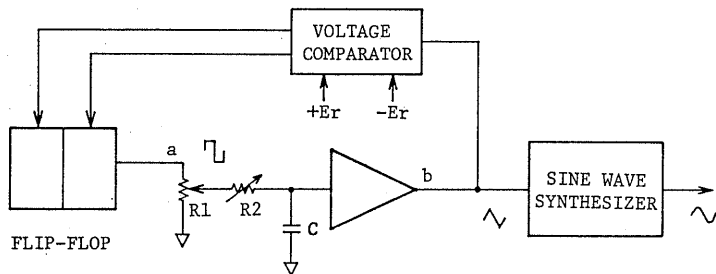 VOLTAGE
COMPARATOR
+Er
-Er
a
b
R1
R2
C
SINE WAVE
SYNTHESIZER
FLIP-FLOP